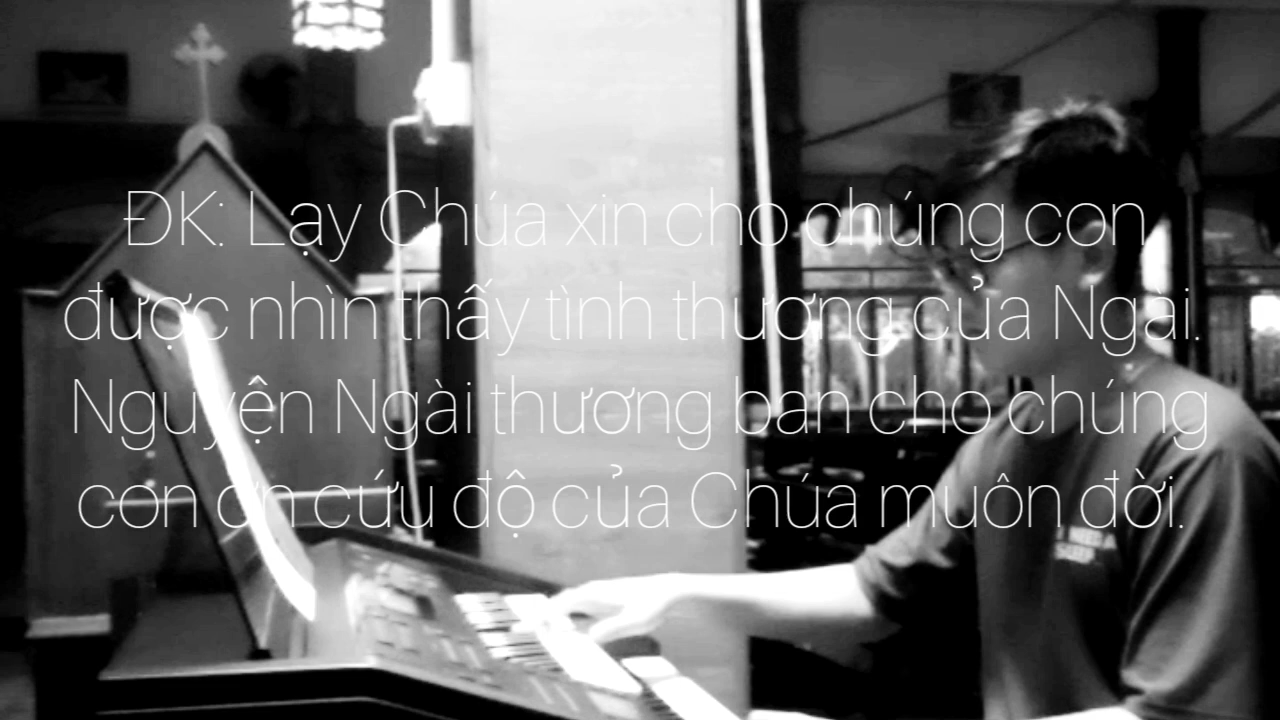 ĐK: Lạy Chúa xin cho chúng con
được nhìn thấy tình thương của Ngài.
Nguyện Ngài thương ban cho chúng
con ơn cứu độ của Chúa muôn đời.